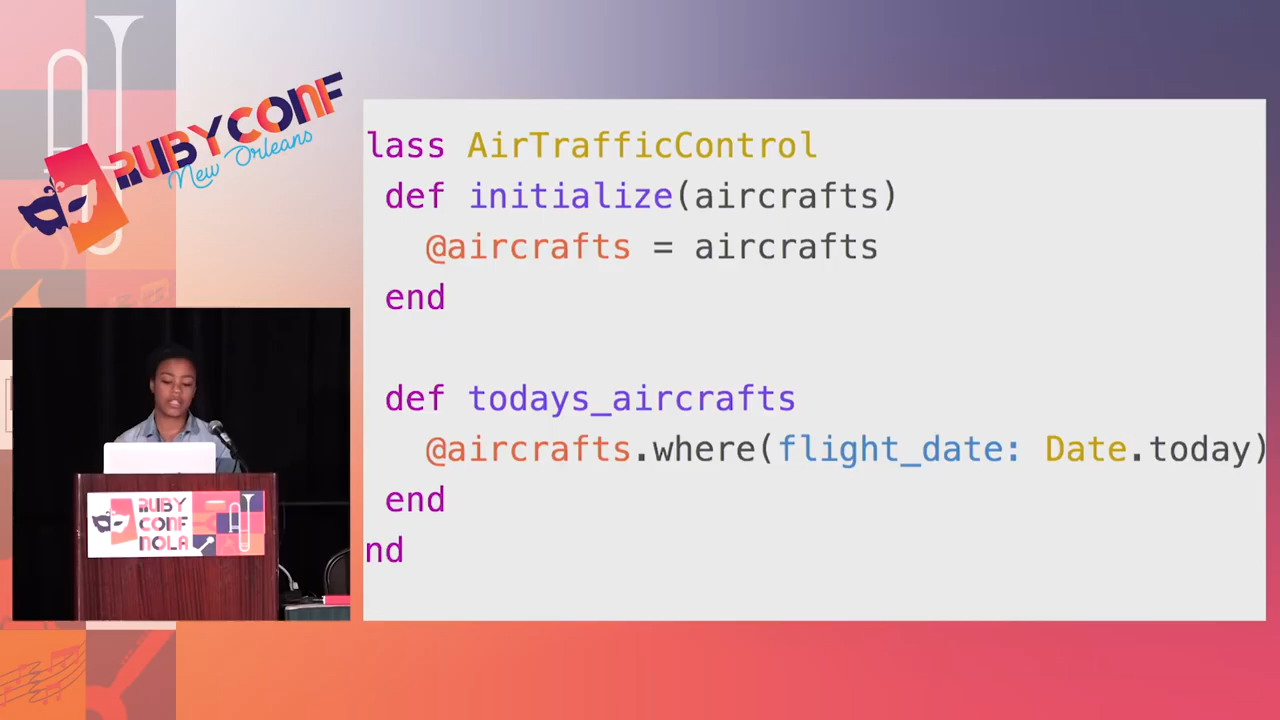 RUBYCONF
New Orleans
lass AirTrafficControl
def initialize(aircrafts)
@aircrafts = aircrafts
end
def todays_aircrafts
@aircrafts.where(flight_date: Date.today)
end
nd
RUBY
CONF
NOLA